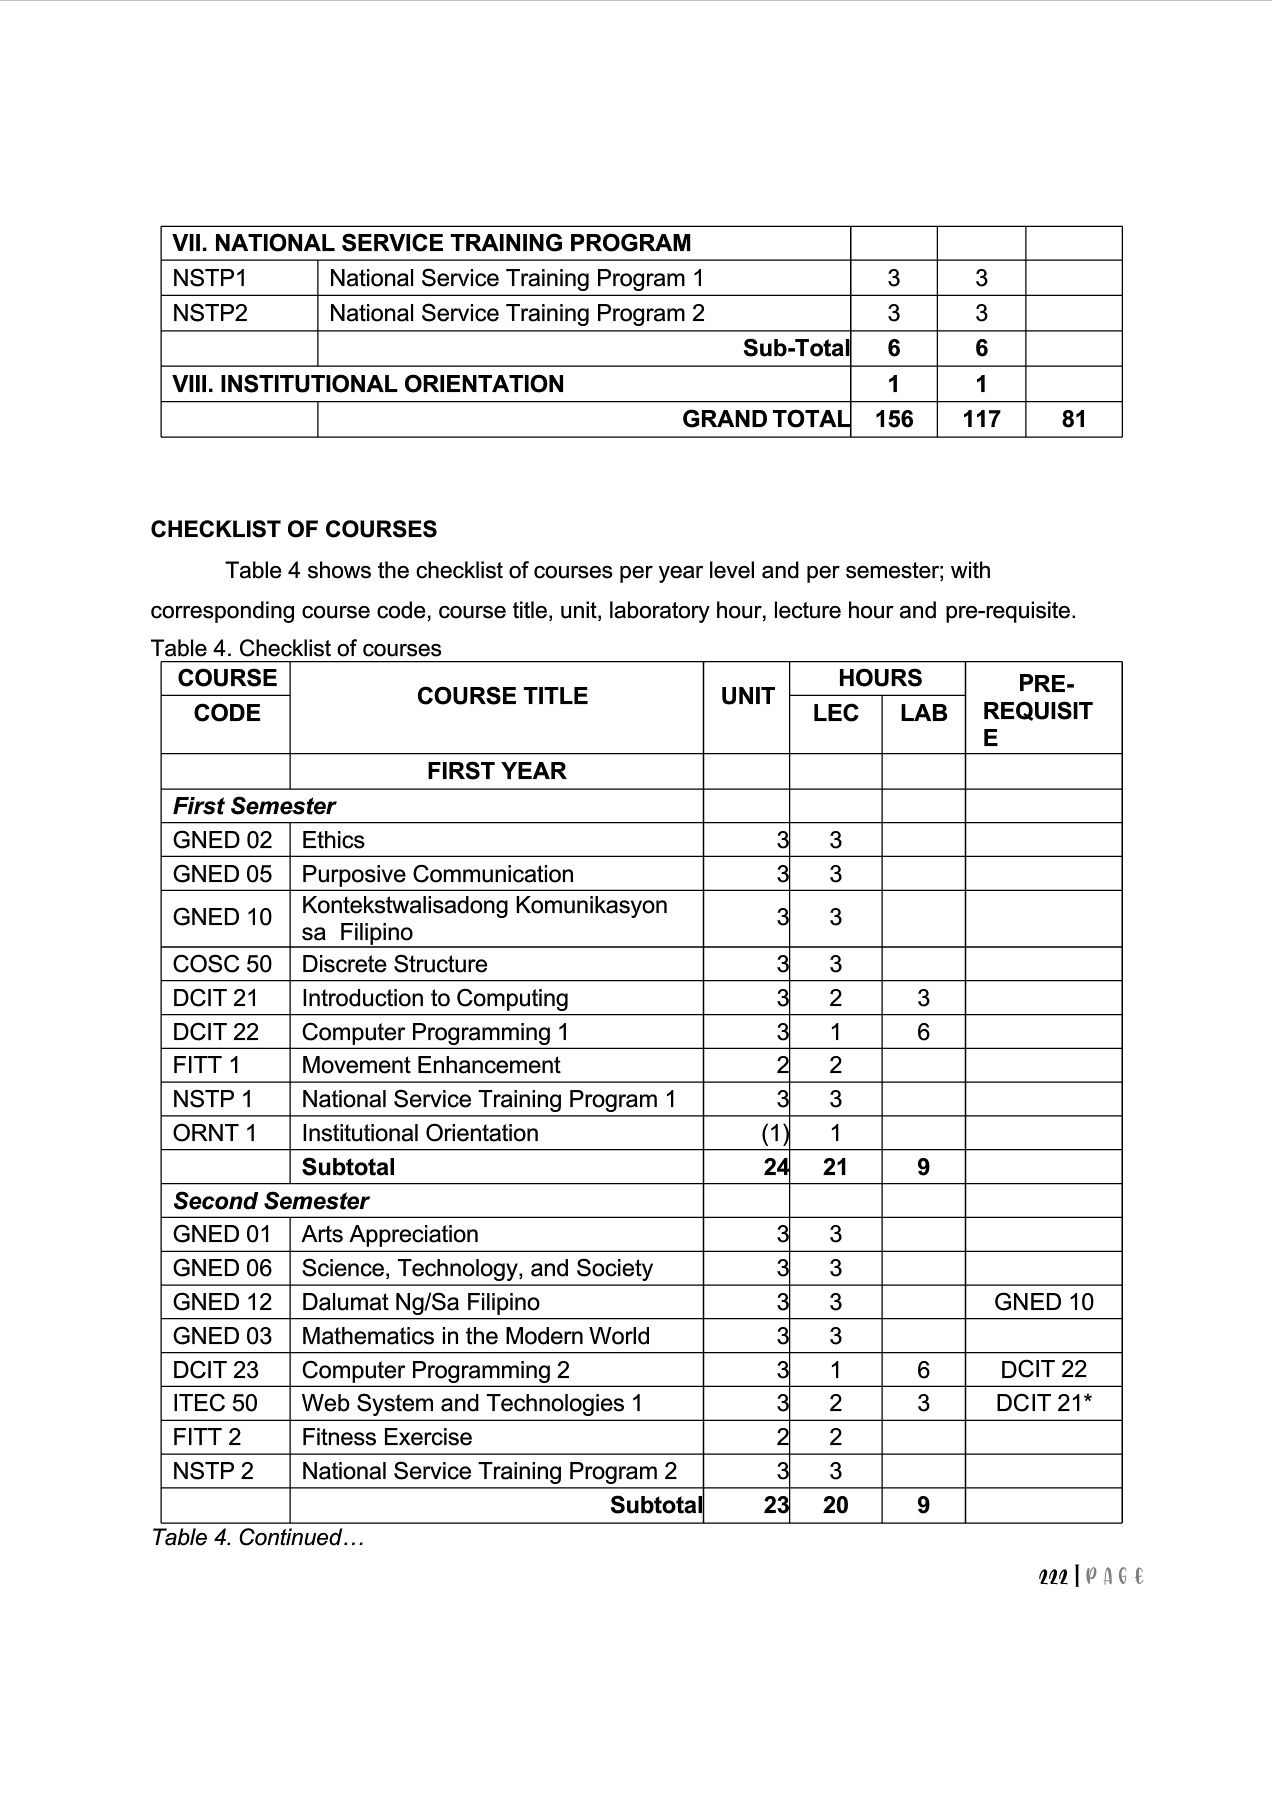 VII. NATIONAL SERVICE TRAINING PROGRAM
NSTP1 National Service Training Program 1 3 3
NSTP2 National Service Training Program 2 3 3
Sub-Total 6 6
VIII. INSTITUTIONAL ORIENTATION 1 1
GRAND TOTAL 156 117 81
CHECKLIST OF COURSES
Table 4 shows the checklist of courses per year level and per semester; with
corresponding course code, course title, unit, laboratory hour, lecture hour and pre-requisite.
Table 4. Checklist of courses
COURSE CODE COURSE TITLE UNIT HOURS LEC LAB PRE-
REQUISIT
E
FIRST YEAR
First Semester
GNED 02 Ethics 3 3
GNED 05 Purposive Communication 3 3
GNED 10 Kontekstwalisadong Komunikasyon
sa Filipino 3 3
COSC 50 Discrete Structure 3 3
DCIT 21 Introduction to Computing 3 2 3
DCIT 22 Computer Programming 1 3 1 6
FITT 1 Movement Enhancement 2 2
NSTP 1 National Service Training Program 1 3 3
ORNT 1 Institutional Orientation (1) 1
Subtotal 24 21 9
Second Semester
GNED 01 Arts Appreciation 3 3
GNED 06 Science, Technology, and Society 3 3
GNED 12 Dalumat Ng/Sa Filipino 3 3 GNED 10
GNED 03 Mathematics in the Modern World 3 3
DCIT 23 Computer Programming 2 3 1 6 DCIT 22
ITEC 50 Web System and Technologies 1 3 2 3 DCIT 21*
FITT 2 Fitness Exercise 2 2
NSTP 2 National Service Training Program 2 3 3
Subtotal 23 20 9
Table 4. Continued…
222 | PAGE